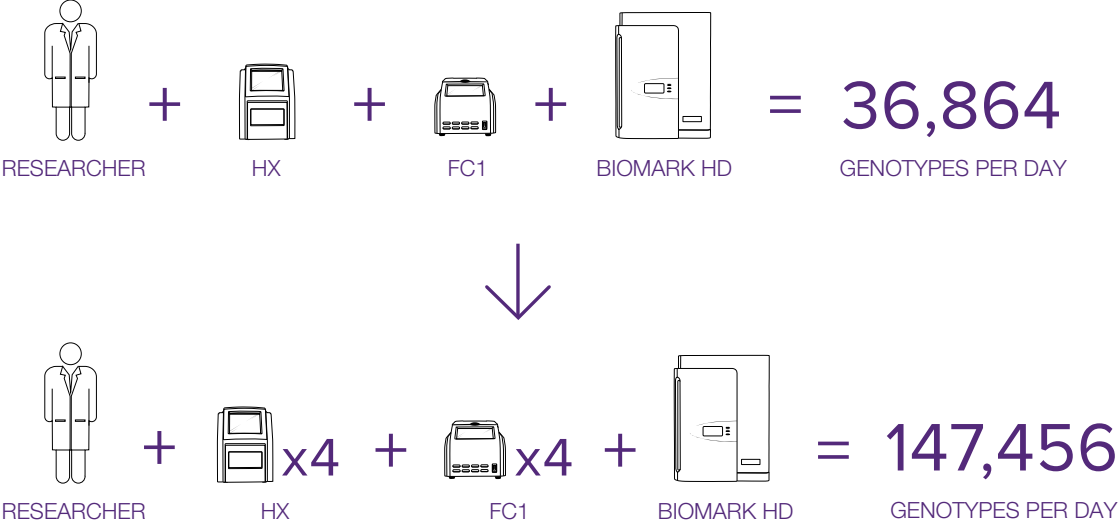 + + + = 36,864
RESEARCHER HX FC1 BIOMARK HD GENOTYPES PER DAY
+ x4 + x4 + = 147,456
RESEARCHER HX FC1 BIOMARK HD GENOTYPES PER DAY